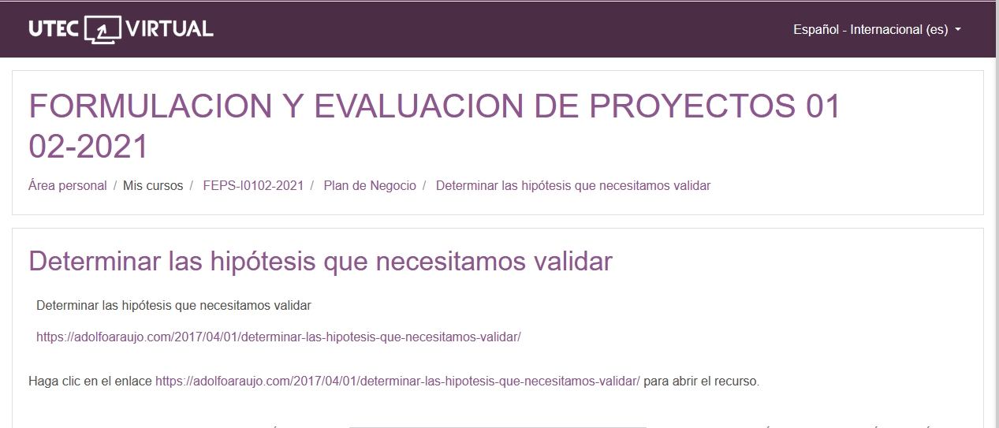 UTEC VIRTUAL
Español - Internacional (es)
FORMULACION Y EVALUACION DE PROYECTOS 01
02-2021
Área personal / Mis cursos / FEPS-I0102-2021 / Plan de Negocio / Determinar las hipótesis que necesitamos validar
Determinar las hipótesis que necesitamos validar
Determinar las hipótesis que necesitamos validar
https://adolfoaraujo.com/2017/04/01/determinar-las-hipotesis-que-necesitamos-validar/
Haga clic en el enlace https://adolfoaraujo.com/2017/04/01/determinar-las-hipotesis-que-necesitamos-validar/ para abrir el recurso.